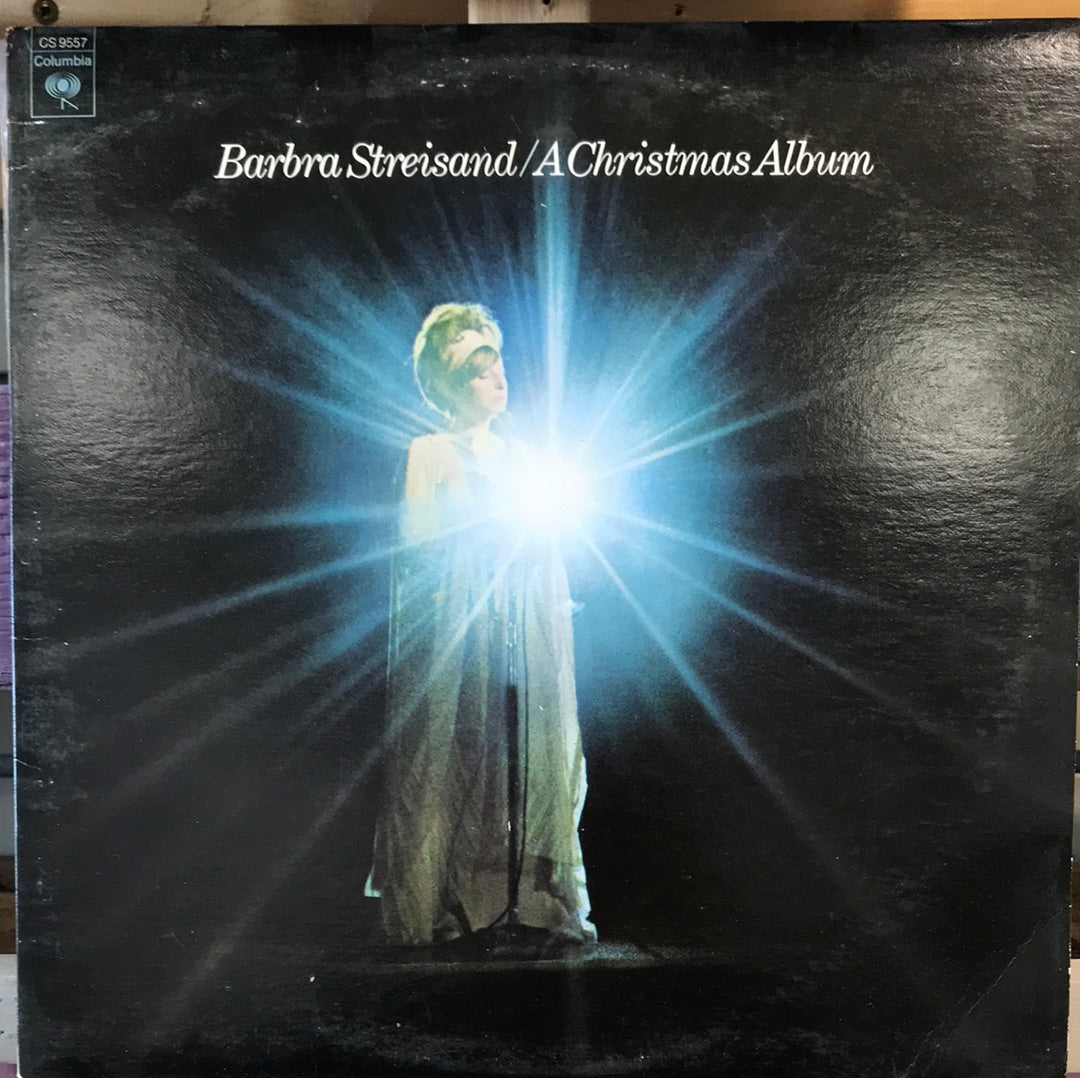 CS 9557
Columbia
Barbra Streisand/A Christmas Album